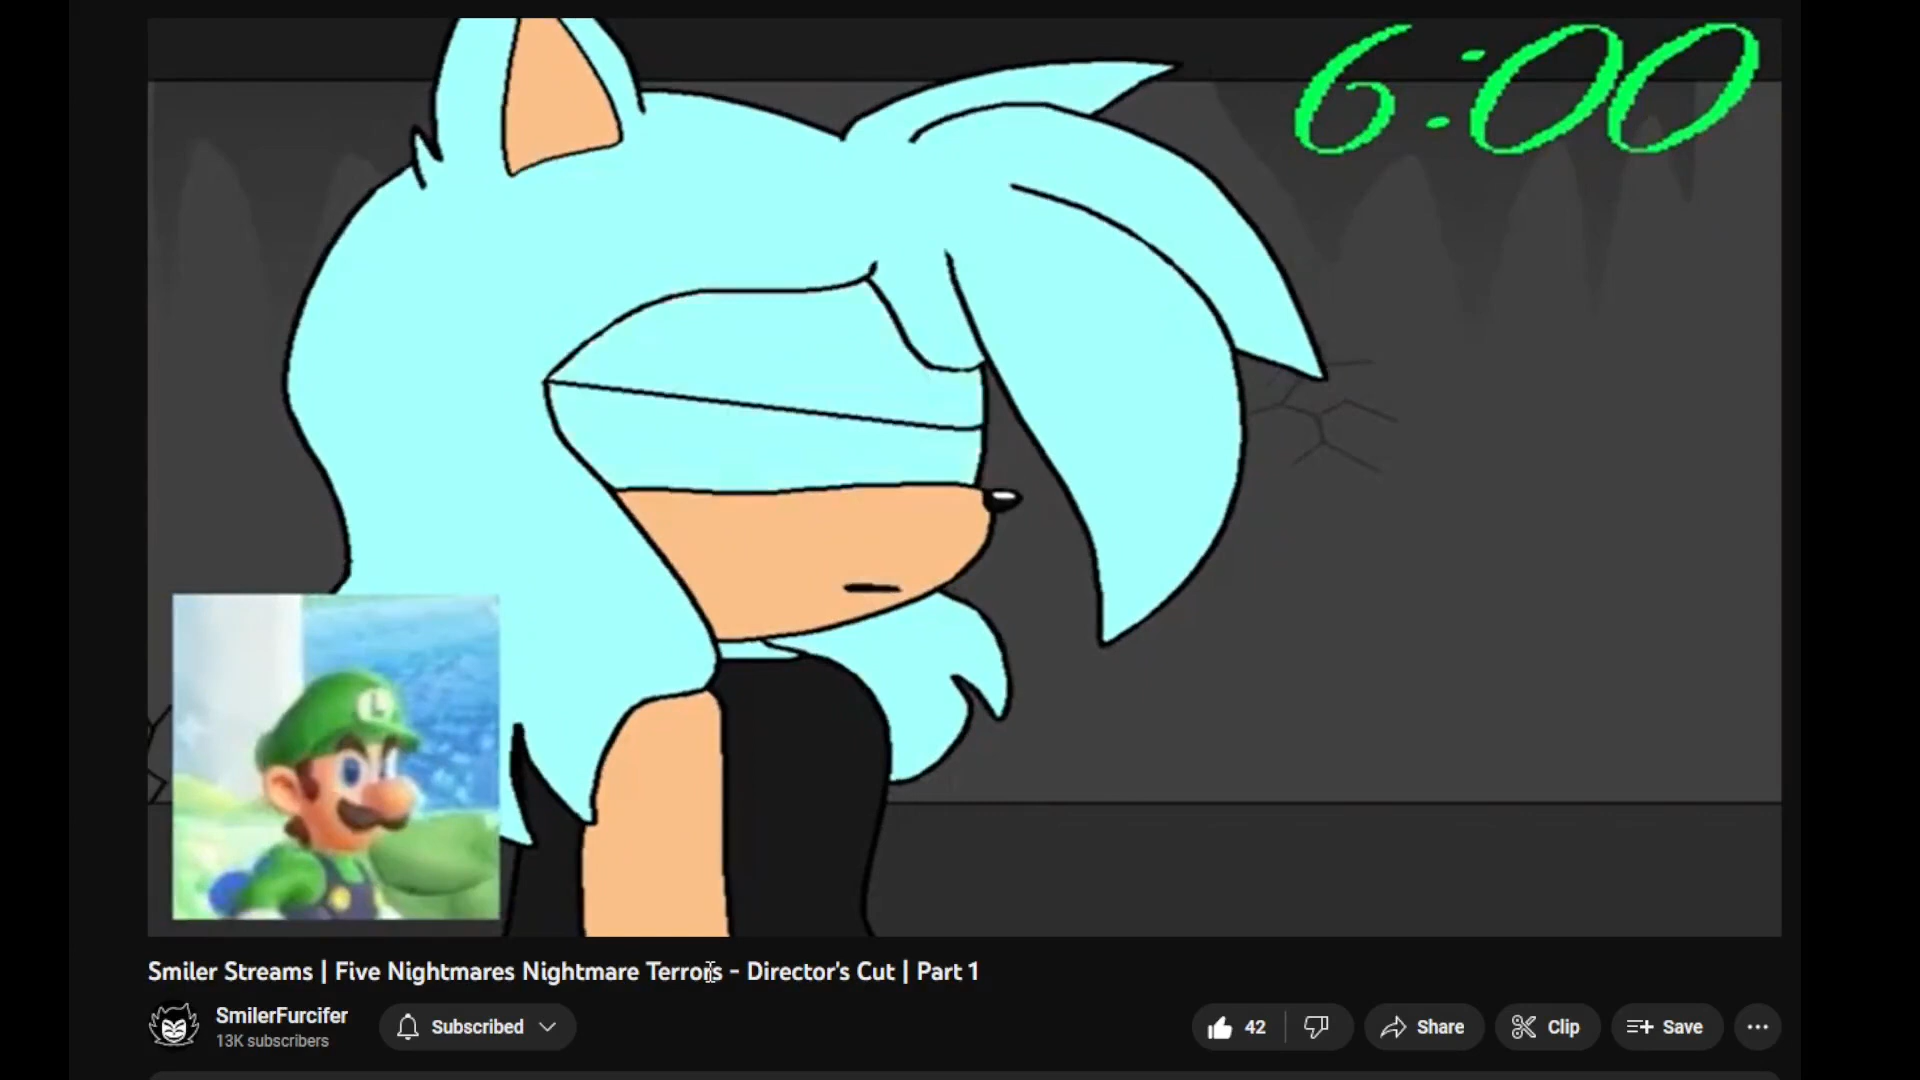 6:00
L
Smiler Streams | Five Nightmares Nightmare Terrors - Director's Cut | Part 1
SmilerFurcifer
13K subscribers
Subscribed
42
Share
Clip
Save